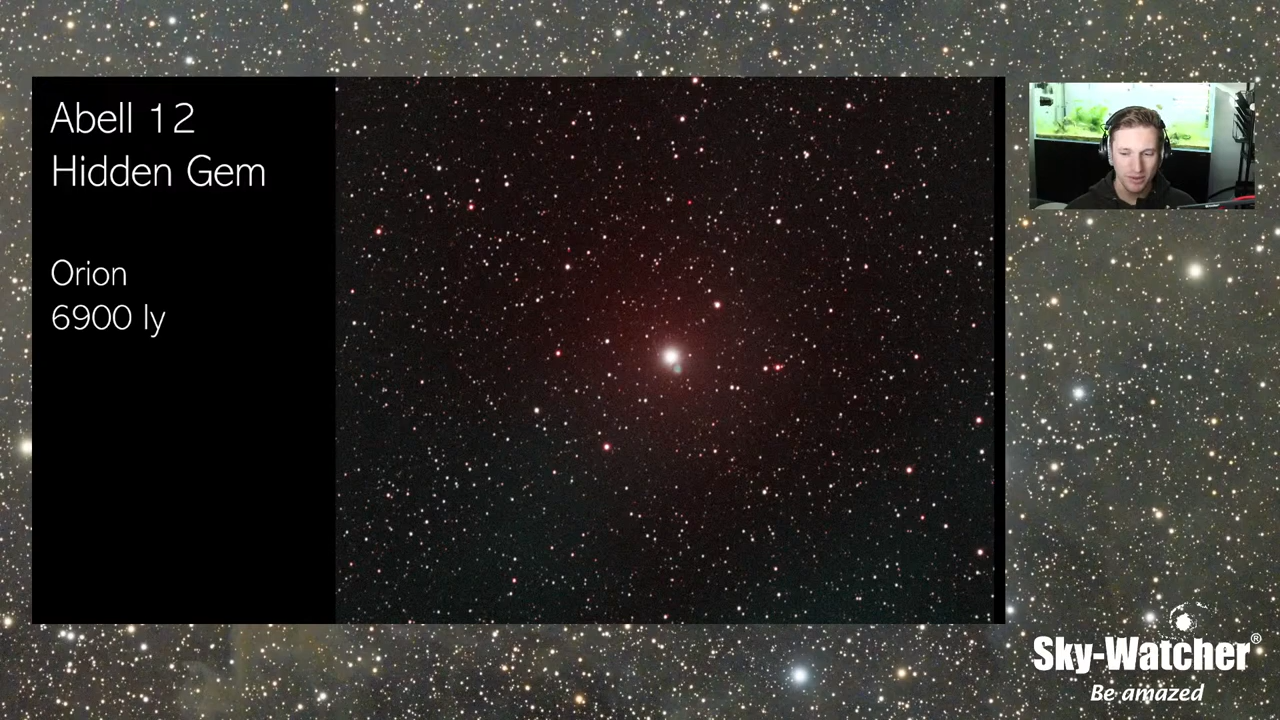 Abell 12
Hidden Gem
Orion
6900 ly
Sky-Watcher®
Be amazed